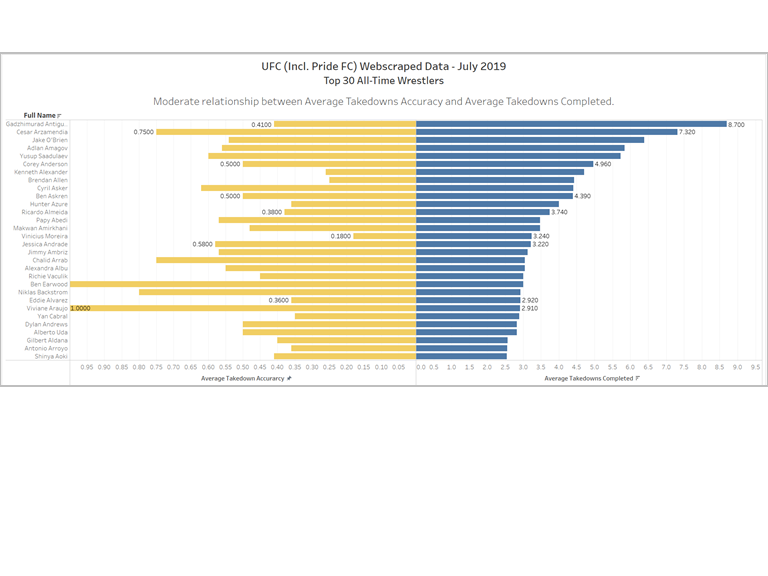 UFC (Incl. Pride FC) Webscraped Data - July 2019
Top 30 All-Time Wrestlers
Moderate relationship between Average Takedowns Accuracy and Average Takedowns Completed.
Full Name
Gadzhimurad Antigu.. 0.4100 8.700
Cesar Arzamendia 0.7500 7.320
Jake O'Brien
Adlan Amagov
Yusup Saadulaev
Corey Anderson 0.5000 4.960
Kenneth Alexander
Brendan Allen
Cyril Asker
Ben Askren 0.5000 4.390
Hunter Azure
Ricardo Almeida 0.3800 3.740
Papy Abedi
Makwan Amirkhani
Vinicius Moreira 0.1800 3.240
Jessica Andrade 0.5800 3.220
Jimmy Ambriz
Chalid Arrab
Alexandra Albu
Richie Vaculik
Ben Earwood
Niklas Backstrom
Eddie Alvarez 0.3600 2.920
Viviane Araujo 1.0000 2.910
Yan Cabral
Dylan Andrews
Alberto Uda
Gilbert Aldana
Antonio Arroyo
Shinya Aoki
0.95 0.90 0.85 0.80 0.75 0.70 0.65 0.60 0.55 0.50 0.45 0.40 0.35 0.30 0.25 0.20 0.15 0.10 0.05 0.0 0.5 1.0 1.5 2.0 2.5 3.0 3.5 4.0 4.5 5.0 5.5 6.0 6.5 7.0 7.5 8.0 8.5 9.0 9.5
Average Takedown Accurarcy Average Takedowns Completed